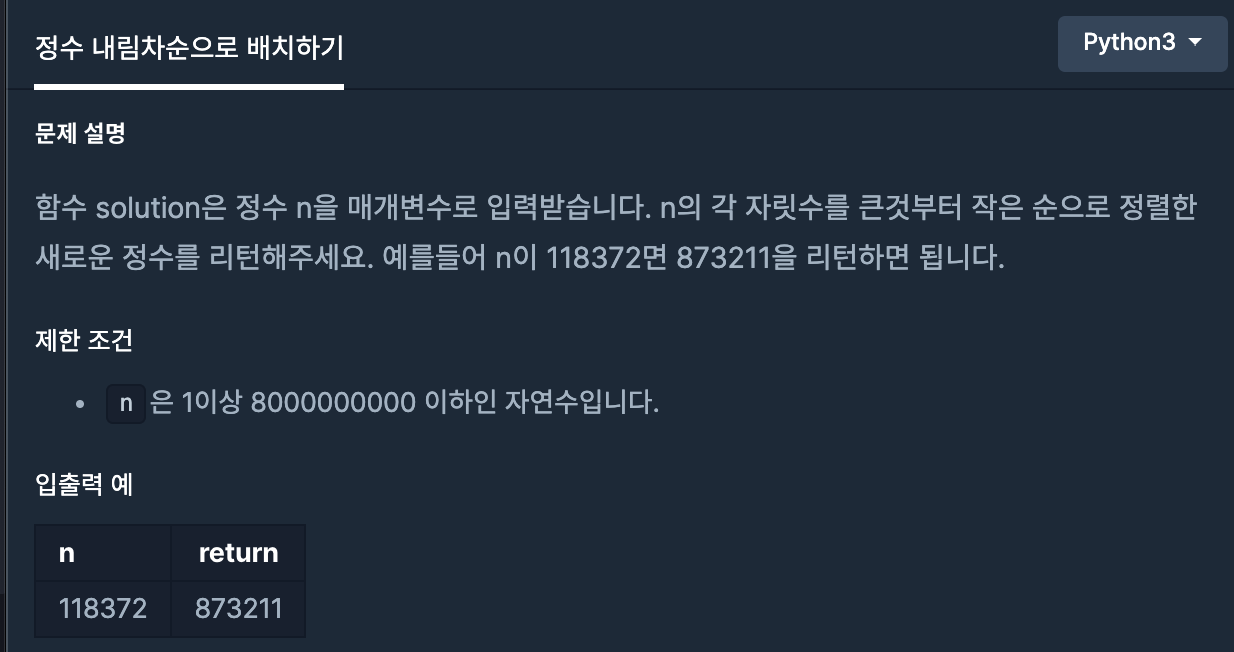 정수 내림차순으로 배치하기
Python3
문제 설명
함수 solution은 정수 n을 매개변수로 입력받습니다. n의 각 자릿수를 큰것부터 작은 순으로 정렬한
새로운 정수를 리턴해주세요. 예를들어 n이 118372면 873211을 리턴하면 됩니다.
제한 조건
• n 은 1이상 8000000000 이하인 자연수입니다.
입출력 예
n return
118372 873211